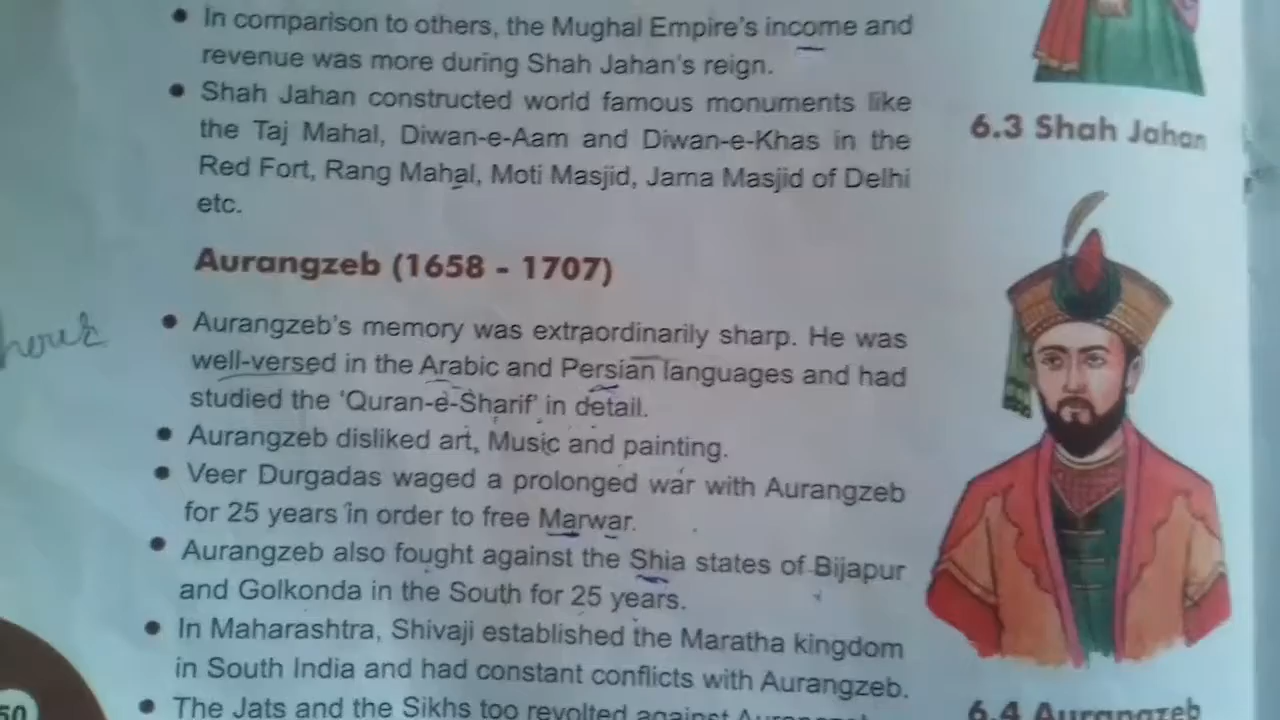 • In comparison to others, the Mughal Empire's income and
revenue was more during Shah Jahan's reign.
• Shah Jahan constructed world famous monuments like
the Taj Mahal, Diwan-e-Aam and Diwan-e-Khas in the
Red Fort, Rang Mahal, Moti Masjid, Jama Masjid of Delhi
etc.
6.3 Shah Jahan
Aurangzeb (1658 - 1707)
• Aurangzeb's memory was extraordinarily sharp. He was
well-versed in the Arabic and Persian languages and had
studied the 'Quran-e-Sharif' in detail.
• Aurangzeb disliked art, Music and painting.
• Veer Durgadas waged a prolonged war with Aurangzeb
for 25 years in order to free Marwar.
• Aurangzeb also fought against the Shia states of Bijapur
and Golkonda in the South for 25 years.
• In Maharashtra, Shivaji established the Maratha kingdom
in South India and had constant conflicts with Aurangzeb.
• The Jats and the Sikhs too revolted against
6.4 Aurangzeb
50